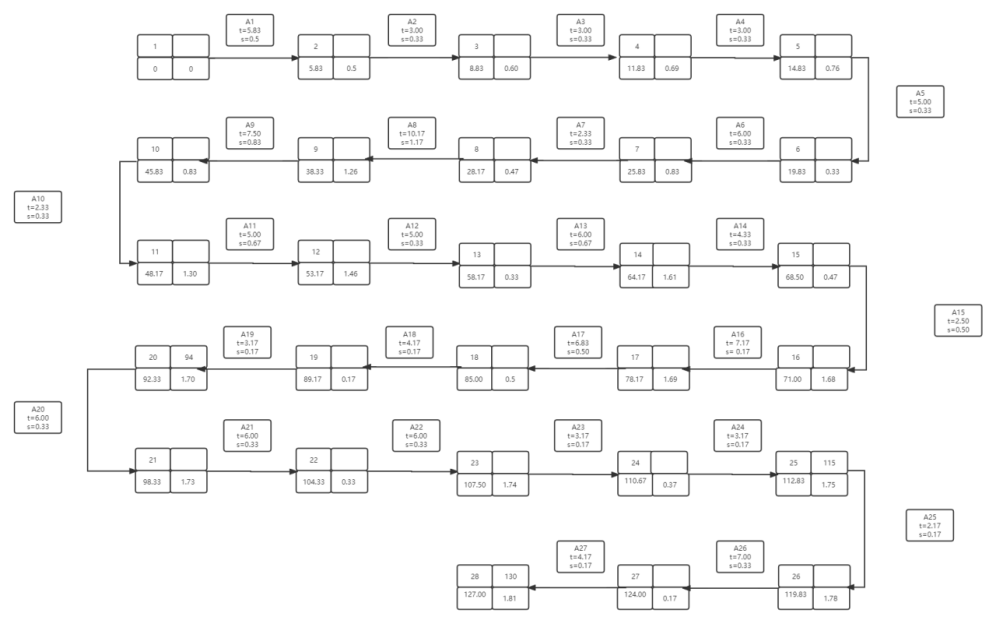 A1
t=5.83
s=0.5
A2
t=3.00
s=0.33
A3
t=3.00
s=0.33
A4
t=3.00
s=0.33
1
0 0
2
5.83 0.5
3
8.83 0.60
4
11.83 0.69
5
14.83 0.76
A5
t=5.00
s=0.33
A9
t=7.50
s=0.83
A8
t=10.17
s=1.17
A7
t=2.33
s=0.33
A6
t=6.00
s=0.33
10
45.83 0.83
9
38.33 1.26
8
28.17 0.47
7
25.83 0.83
6
19.83 0.33
A10
t=2.33
s=0.33
A11
t=5.00
s=0.67
A12
t=5.00
s=0.33
A13
t=6.00
s=0.67
A14
t=4.33
s=0.33
11
48.17 1.30
12
53.17 1.46
13
58.17 0.33
14
64.17 1.61
15
68.50 0.47
A15
t=2.50
s=0.50
A19
t=3.17
s=0.17
A18
t=4.17
s=0.17
A17
t=6.83
s=0.50
A16
t= 7.17
s= 0.17
20 94
92.33 1.70
19
89.17 0.17
18
85.00 0.5
17
78.17 1.69
16
71.00 1.68
A20
t=6.00
s=0.33
A21
t=6.00
s=0.33
A22
t=6.00
s=0.33
A23
t=3.17
s=0.17
A24
t=3.17
s=0.17
21
98.33 1.73
22
104.33 0.33
23
107.50 1.74
24
110.67 0.37
25 115
112.83 1.75
A25
t=2.17
s=0.17
A27
t=4.17
s=0.17
A26
t=7.00
s=0.33
28 130
127.00 1.81
27
124.00 0.17
26
119.83 1.78